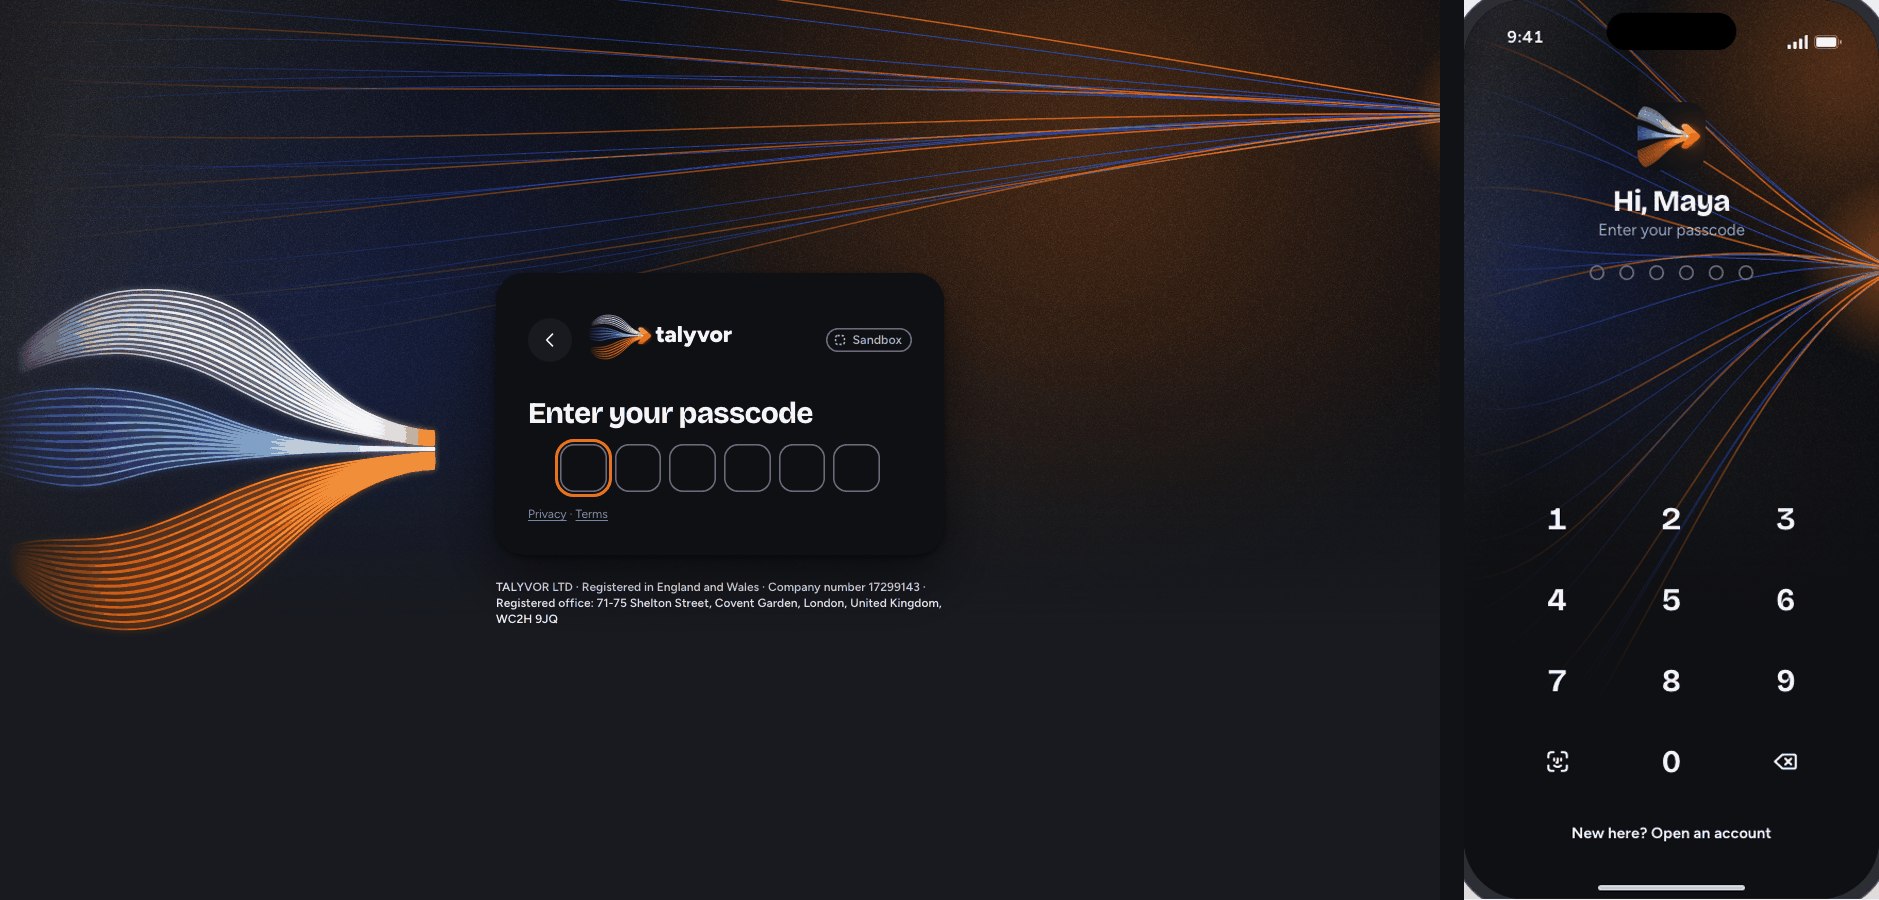 talyvor
Sandbox
Enter your passcode
Privacy · Terms
TALYVOR LTD · Registered in England and Wales · Company number 17299143 ·
Registered office: 71-75 Shelton Street, Covent Garden, London, United Kingdom,
WC2H 9JQ
9:41
Hi, Maya
Enter your passcode
1 2 3
4 5 6
7 8 9
0
New here? Open an account